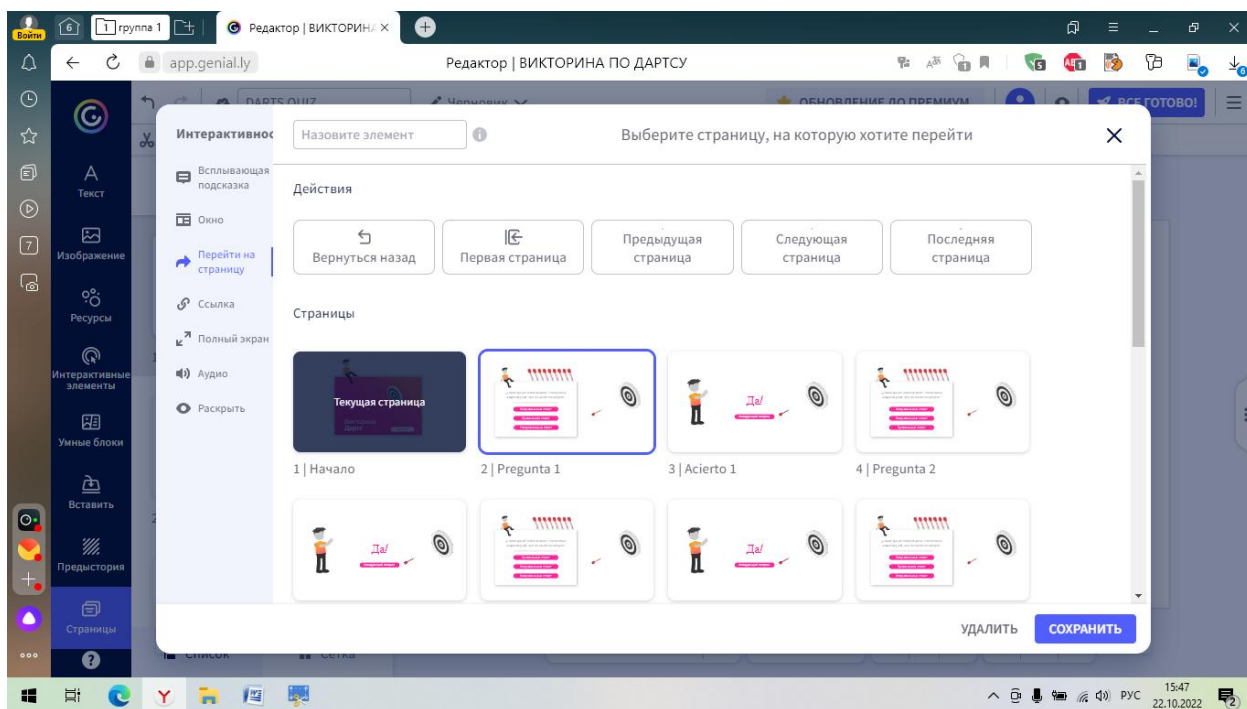 Войти
6
1 группа 1
Редактор | ВИКТОРИНА
app.genial.ly
Редактор | ВИКТОРИНА ПО ДАРТСУ
DARTS QUIZ
Черновик
ОБНОВЛЕНИЕ ДО ПРЕМИУМ
ВСЕ ГОТОВО!
Интерактивнос
Назовите элемент
Выберите страницу, на которую хотите перейти
Текст
Изображение
Ресурсы
Интерактивные
элементы
Умные блоки
Вставить
Предыстория
Страницы
Всплывающая
подсказка
Окно
Перейти на
страницу
Ссылка
Полный экран
Аудио
Раскрыть
Действия
Вернуться назад
Первая страница
Предыдущая
страница
Следующая
страница
Последняя
страница
Страницы
Текущая страница
Да!
1 | Начало
2 | Pregunta 1
3 | Acierto 1
4 | Pregunta 2
Да!
Да!
УДАЛИТЬ
СОХРАНИТЬ
Список
Сетка
РУС
15:47
22.10.2022